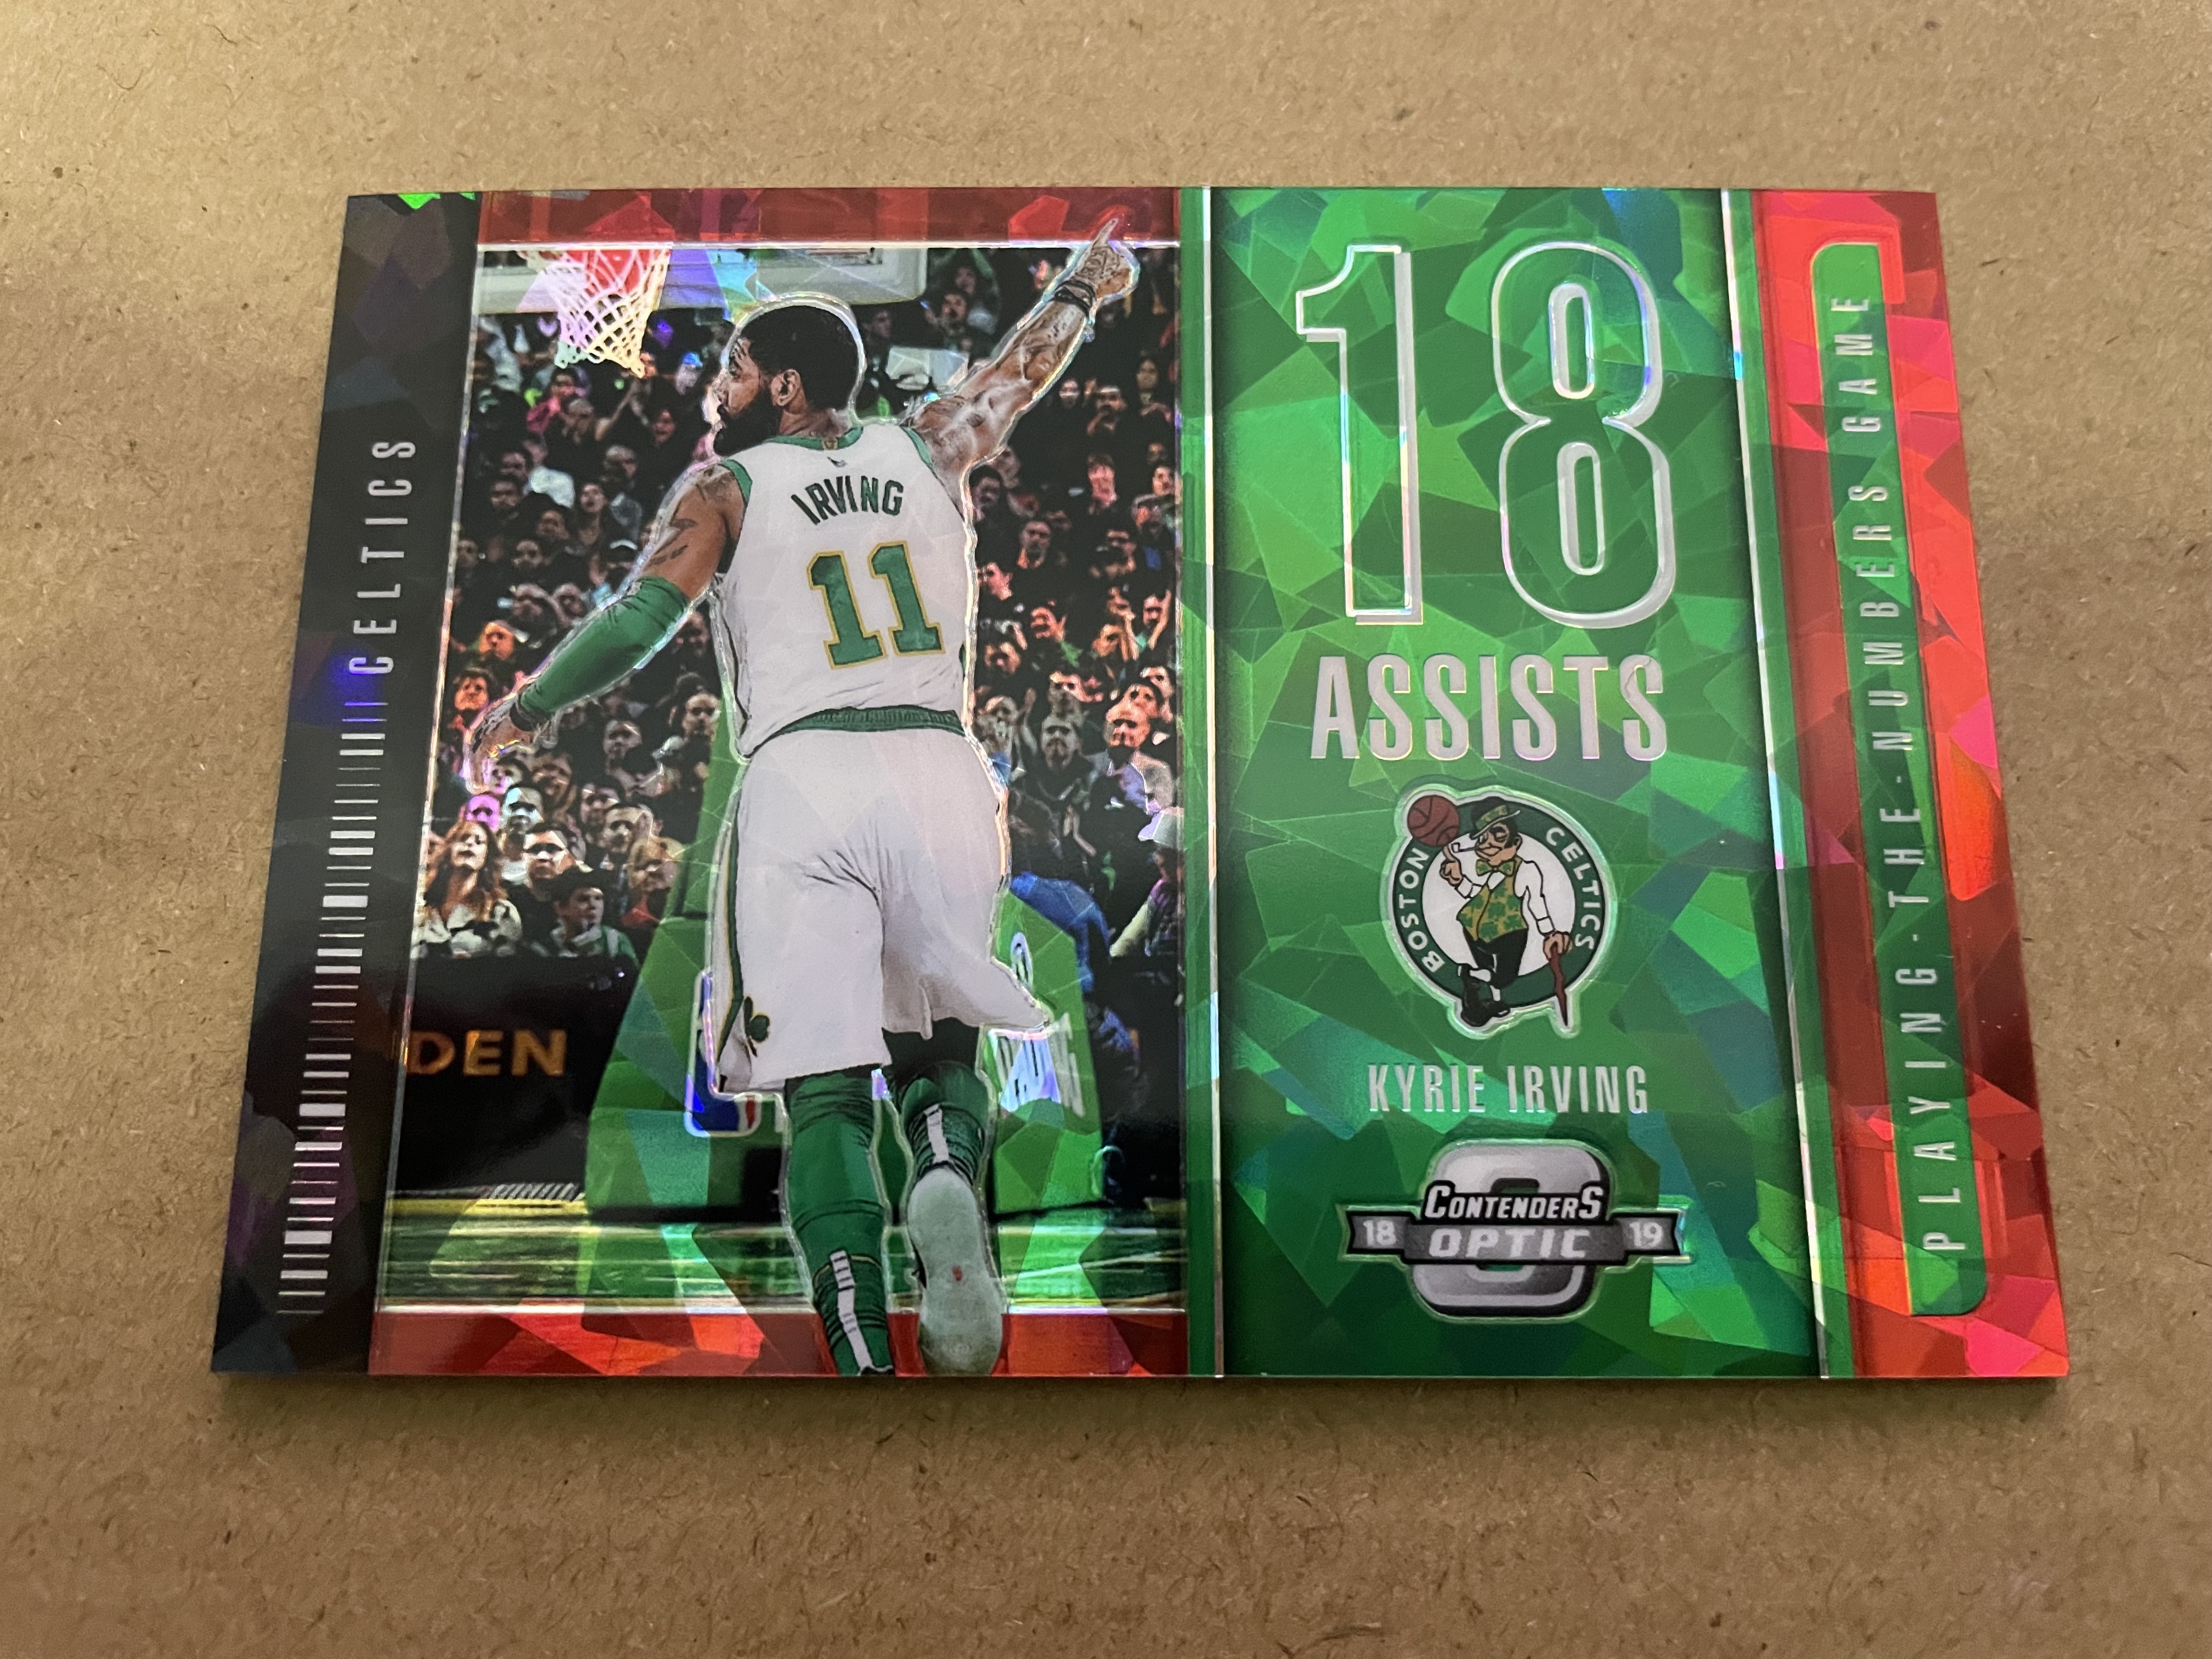 CELTICS
IRVING
11
DEN
18
ASSISTS
BOSTON CELTICS
KYRIE IRVING
CONTENDERS
18 OPTIC 19
PLAYING-THE-NUMBERS GAME